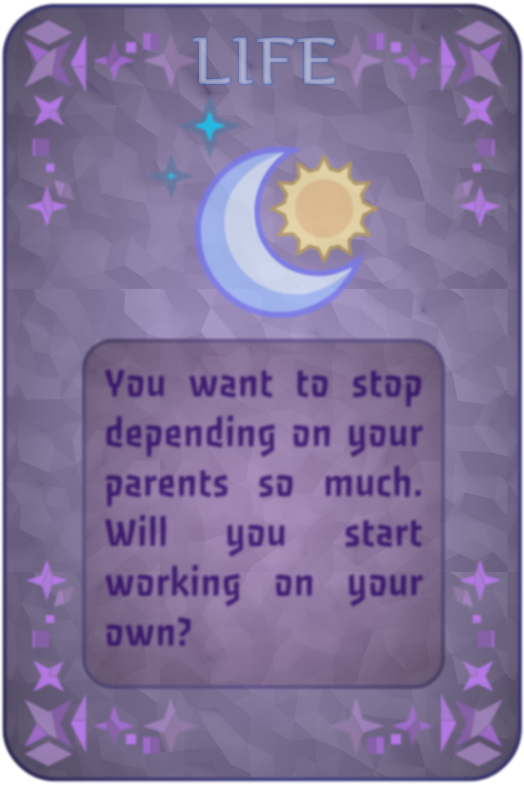 LIFE
You want to stop
depending on your
parents so much.
Will you start
working on your
own?